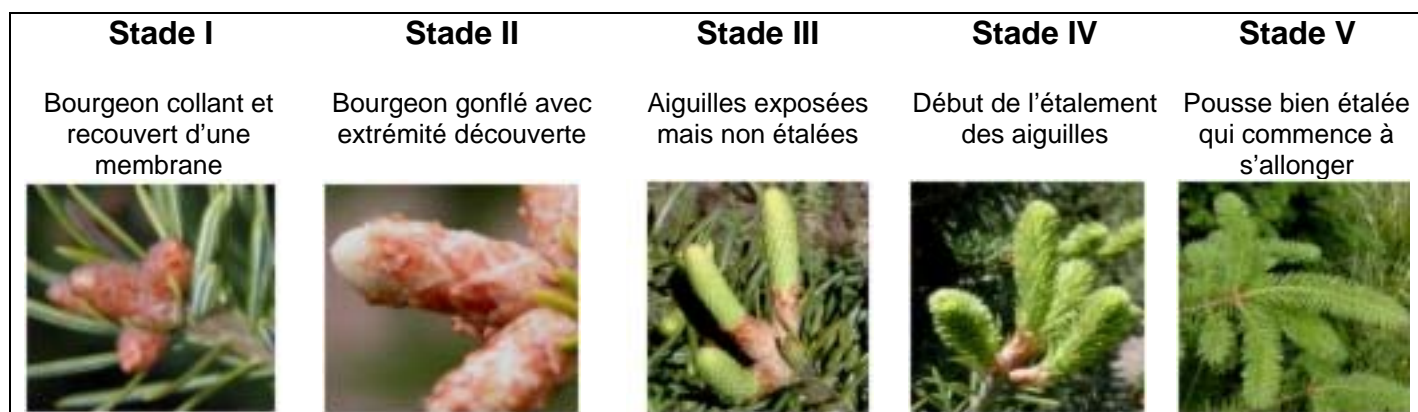 Stade I
Bourgeon collant et
recouvert d'une
membrane
Stade II
Bourgeon gonflé avec
extrémité découverte
Stade III
Aiguilles exposées
mais non étalées
Stade IV
Début de l'étalement
des aiguilles
Stade V
Pousse bien étalée
qui commence à
s'allonger